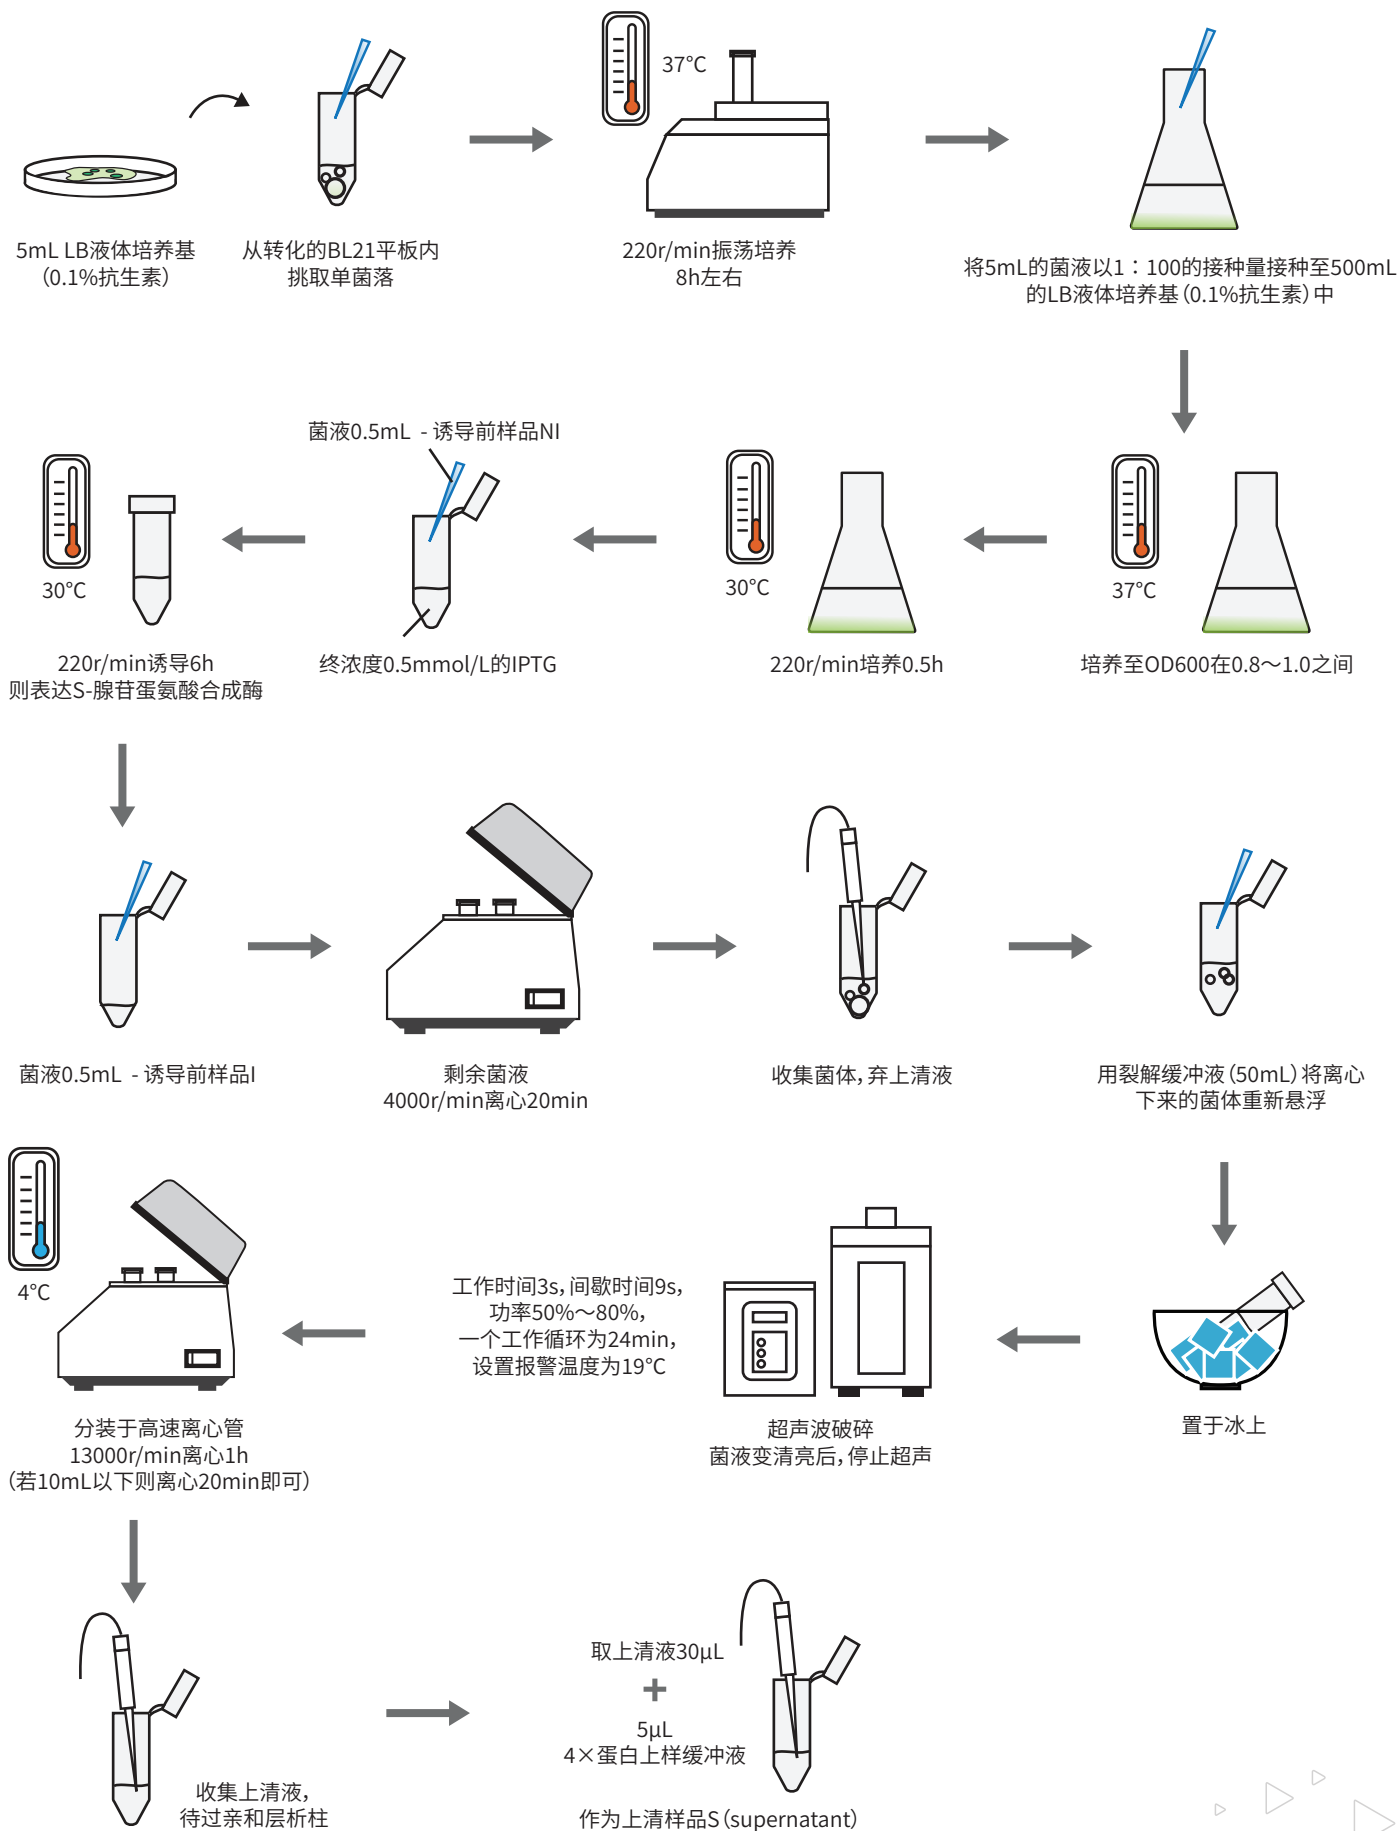 37℃
5mL LB液体培养基
（0.1%抗生素）
从转化的BL21平板内
挑取单菌落
220r/min振荡培养
8h左右
将5mL的菌液以1：100的接种量接种至500mL
的LB液体培养基（0.1%抗生素）中
37℃
培养至OD600在0.8～1.0之间
30℃
220r/min培养0.5h
菌液0.5mL - 诱导前样品NI
终浓度0.5mmol/L的IPTG
30℃
220r/min诱导6h
则表达S-腺苷蛋氨酸合成酶
菌液0.5mL - 诱导前样品I
剩余菌液
4000r/min离心20min
收集菌体，弃上清液
用裂解缓冲液（50mL）将离心
下来的菌体重新悬浮
置于冰上
超声波破碎
菌液变清亮后，停止超声
工作时间3s，间歇时间9s，
功率50%～80%，
一个工作循环为24min，
设置报警温度为19℃
4℃
分装于高速离心管
13000r/min离心1h
（若10mL以下则离心20min即可）
收集上清液，
待过亲和层析柱
取上清液30μL
+
5μL
4×蛋白上样缓冲液
作为上清样品S（supernatant）